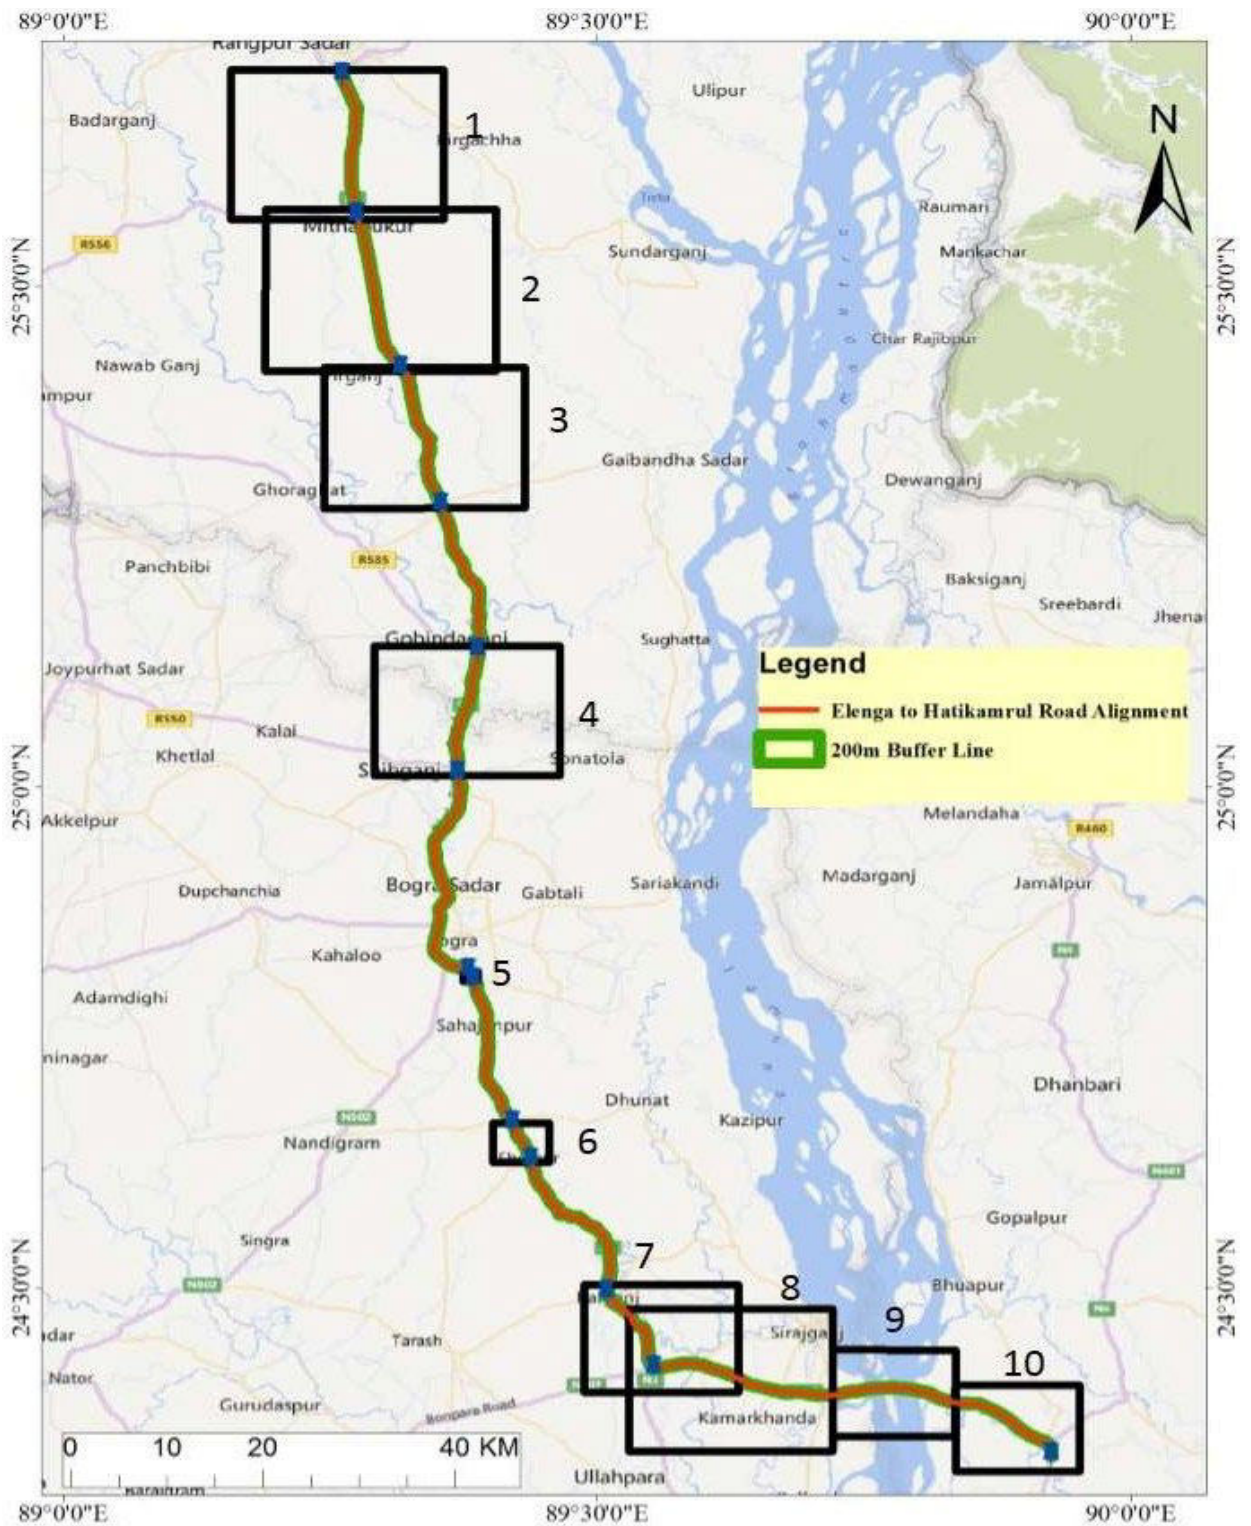 89°0'0"E 89°30'0"E 90°0'0"E
Rangpur Sadar
Ulipur
N
Badarganj
1
Raumari
R556
Sundarganj
Mankachar
25°30'0"N
25°30'0"N
2
Char Rajibpur
Nawab Ganj
3
Gaibandha Sadar
Dewanganj
R585
Panchbibi
Baksiganj
Sreebardi
Sughatta
Joypurhat Sadar
Legend
Elenga to Hatikamrul Road Alignment
200m Buffer Line
4
R550
Kalai
Khetlal
Sonatola
25°0'0"N
25°0'0"N
Akkelpur
Melandaha
R460
Dupchanchia
Bogra Sadar
Gabtali
Sariakandi
Madarganj
Jamalpur
Kahaloo
5
Adamdighi
Dhunat
Kazipur
Dhanbari
N502
Nandigram
6
Singra
Gopalpur
7
N502
24°30'0"N
24°30'0"N
8
Bhuapur
9
Tarash
Sirajganj
10
Nator
Gurudaspur
Bonpara Road
Kamarkhanda
0 10 20 40 KM
Ullahpara
89°0'0"E 89°30'0"E 90°0'0"E